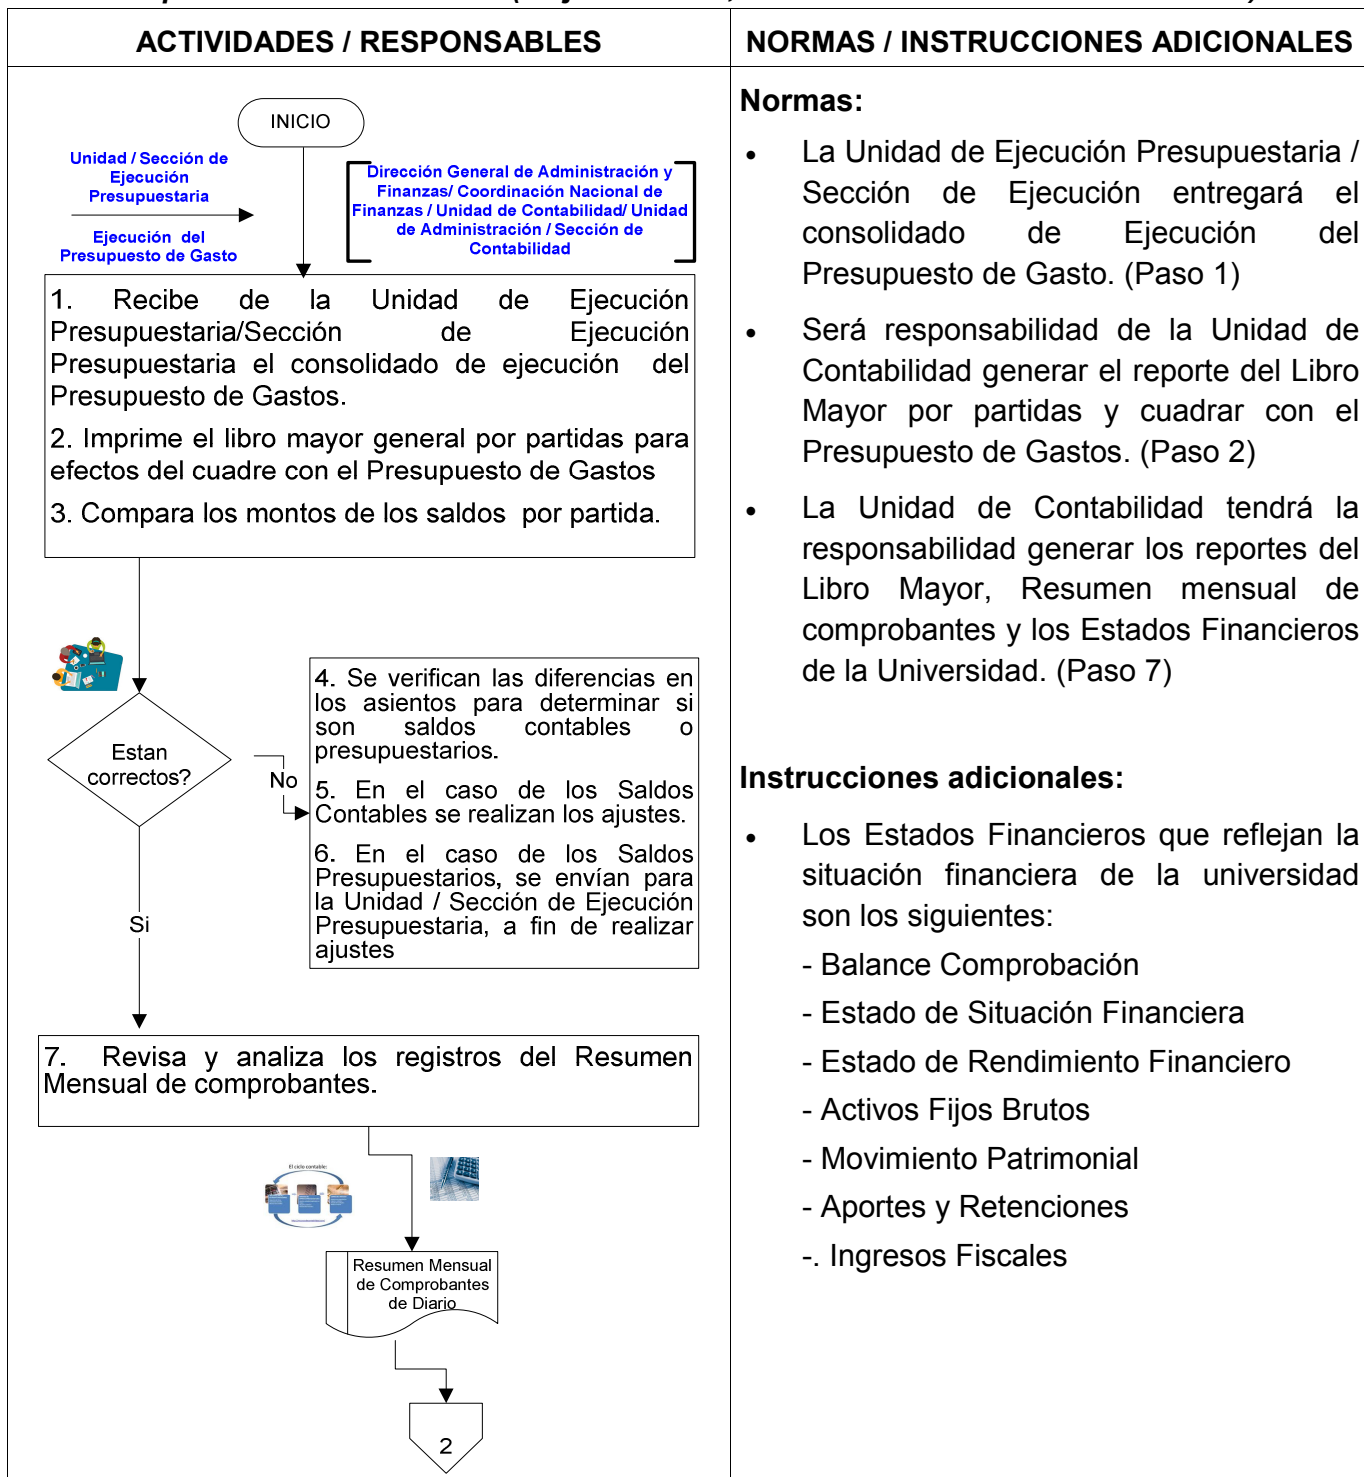 ACTIVIDADES / RESPONSABLES
NORMAS / INSTRUCCIONES ADICIONALES
INICIO
Unidad / Sección de
Ejecución
Presupuestaria
Ejecución del
Presupuesto de Gasto
Dirección General de Administración y
Finanzas/ Coordinación Nacional de
Finanzas / Unidad de Contabilidad/ Unidad
de Administración / Sección de
Contabilidad
1. Recibe de la Unidad de Ejecución
Presupuestaria/Sección de Ejecución
Presupuestaria el consolidado de ejecución del
Presupuesto de Gastos.
2. Imprime el libro mayor general por partidas para
efectos del cuadre con el Presupuesto de Gastos
3. Compara los montos de los saldos por partida.
Estan
correctos?
No
4. Se verifican las diferencias en
los asientos para determinar si
son saldos contables o
presupuestarios.
5. En el caso de los Saldos
Contables se realizan los ajustes.
6. En el caso de los Saldos
Presupuestarios, se envían para
la Unidad / Sección de Ejecución
Presupuestaria, a fin de realizar
ajustes
Si
7. Revisa y analiza los registros del Resumen
Mensual de comprobantes.
El ciclo contable:
Resumen Mensual
de Comprobantes
de Diario
2
Normas:
• La Unidad de Ejecución Presupuestaria /
Sección de Ejecución entregará el
consolidado de Ejecución del
Presupuesto de Gasto. (Paso 1)
• Será responsabilidad de la Unidad de
Contabilidad generar el reporte del Libro
Mayor por partidas y cuadrar con el
Presupuesto de Gastos. (Paso 2)
• La Unidad de Contabilidad tendrá la
responsabilidad generar los reportes del
Libro Mayor, Resumen mensual de
comprobantes y los Estados Financieros
de la Universidad. (Paso 7)
Instrucciones adicionales:
• Los Estados Financieros que reflejan la
situación financiera de la universidad
son los siguientes:
- Balance Comprobación
- Estado de Situación Financiera
- Estado de Rendimiento Financiero
- Activos Fijos Brutos
- Movimiento Patrimonial
- Aportes y Retenciones
-. Ingresos Fiscales